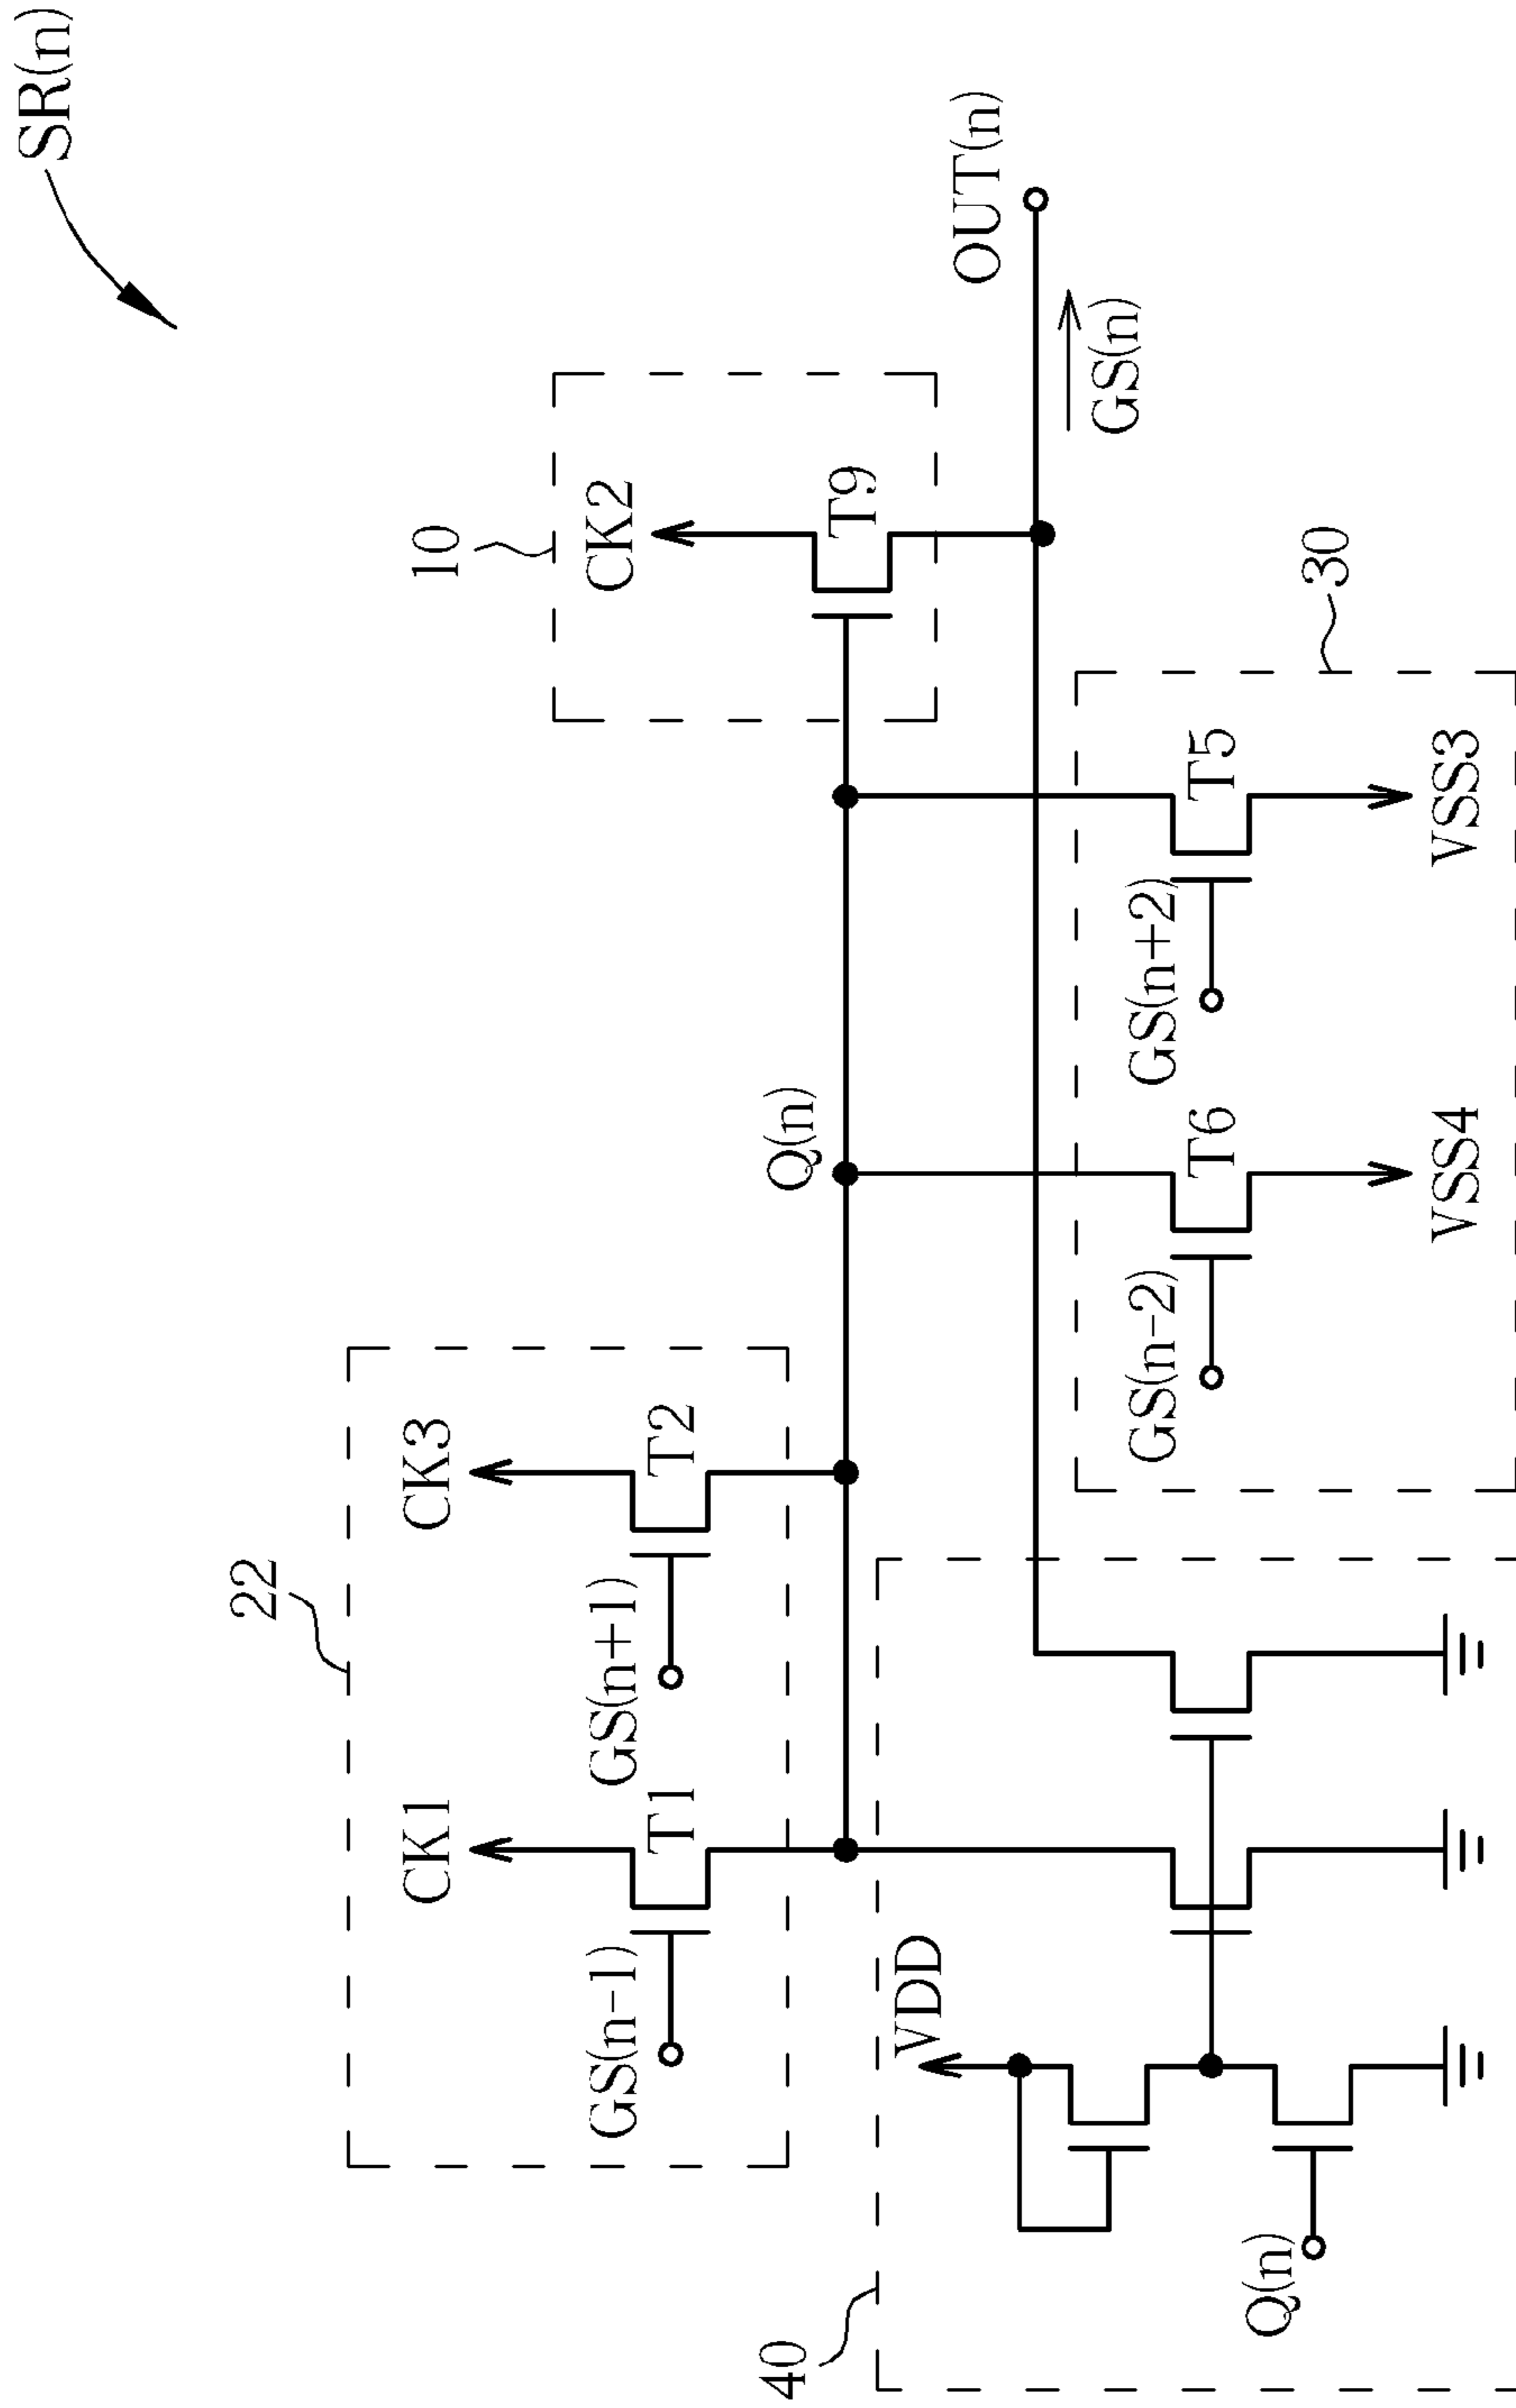 SR(n)
22
CK1
CK3
10
CK2
GS(n-1)
T1
GS(n+1)
T2
T9
Q(n)
40
VDD
OUT(n)
GS(n)
GS(n-2)
T6
GS(n+2)
T5
30
Q(n)
VSS4
VSS3